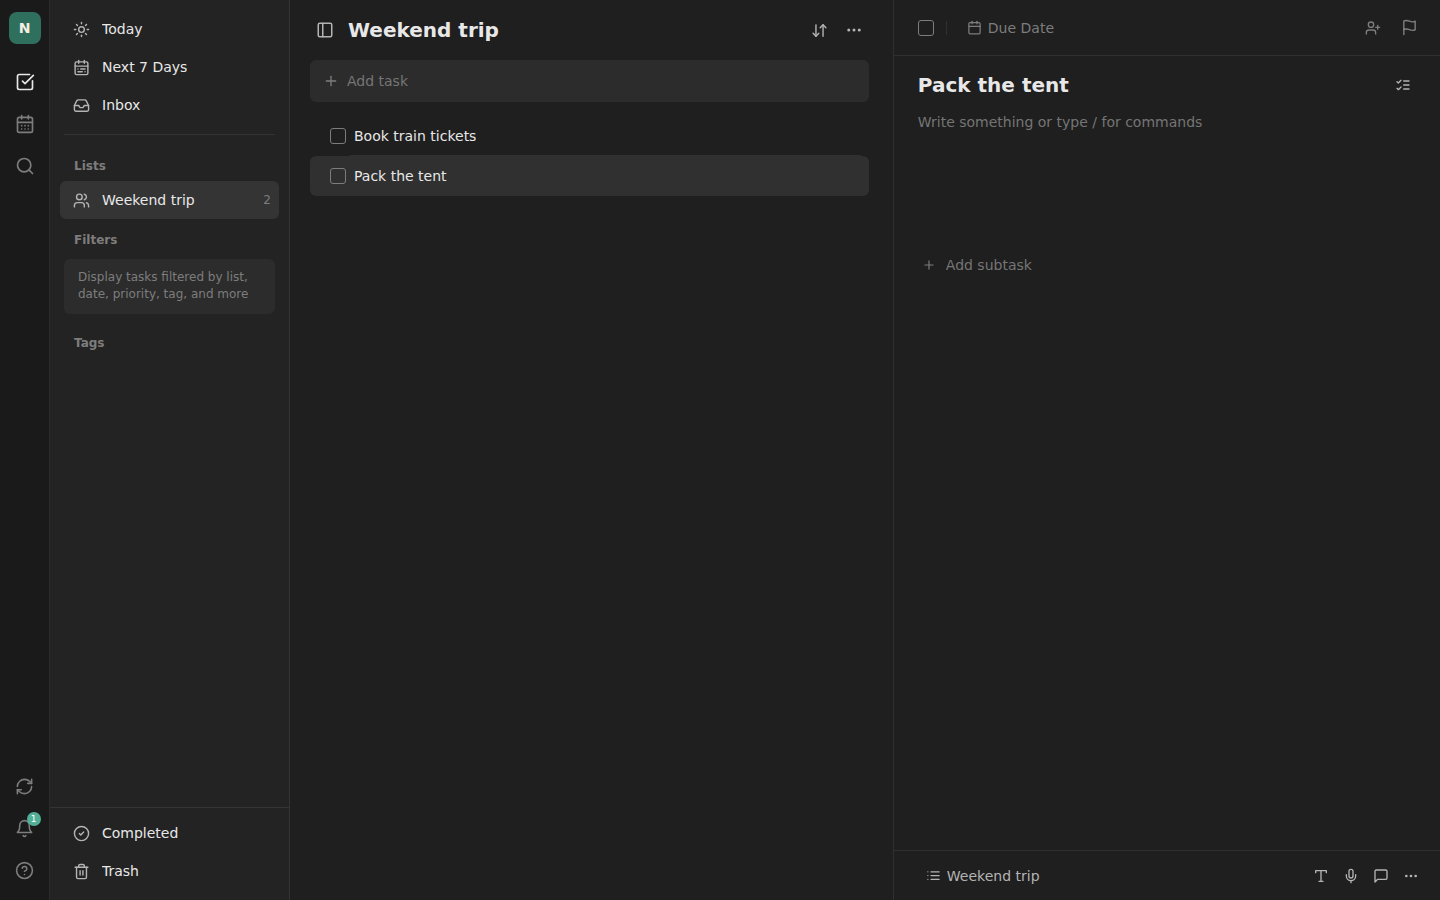 N
Today
Next 7 Days
Inbox
Lists
Weekend trip 2
Filters
Display tasks filtered by list,
date, priority, tag, and more
Tags
1
Completed
Trash
Weekend trip
Add task
Book train tickets
Pack the tent
Due Date
Pack the tent
Write something or type / for commands
Add subtask
Weekend trip